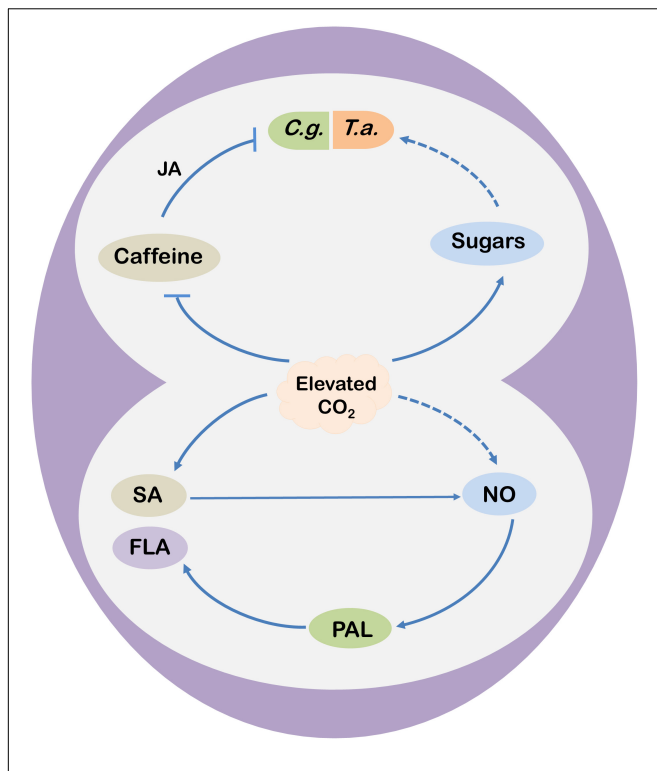 C.g. T.a.
JA
Caffeine
Sugars
Elevated
CO₂
SA
NO
FLA
PAL